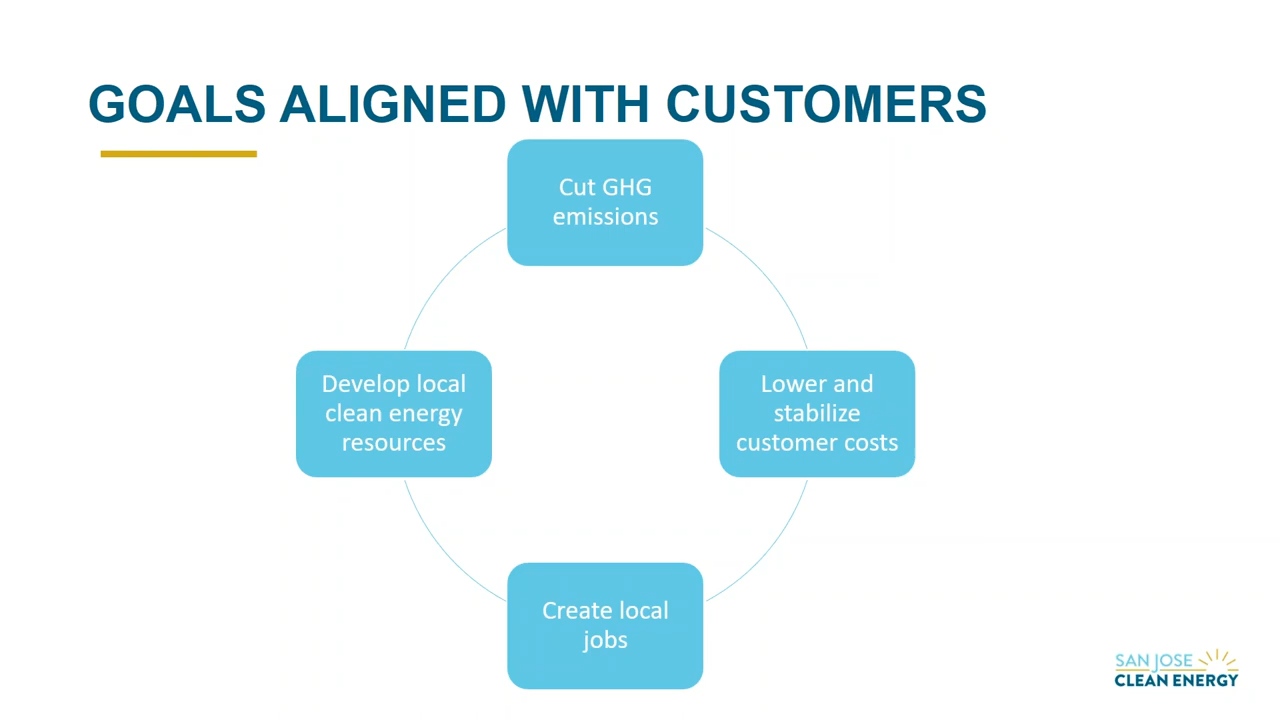 GOALS ALIGNED WITH CUSTOMERS
Cut GHG
emissions
Develop local
clean energy
resources
Lower and
stabilize
customer costs
Create local
jobs
SAN JOSE
CLEAN ENERGY